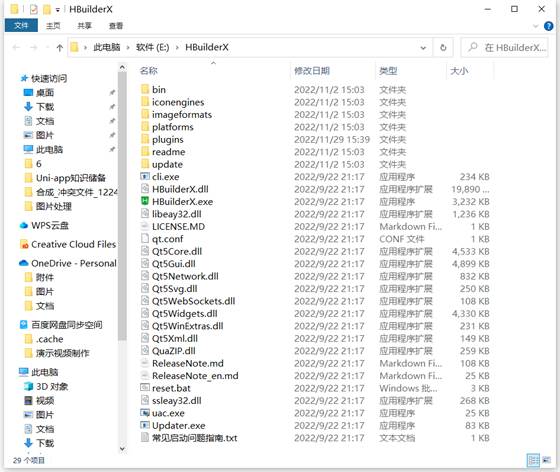 HBuilderX
文件 主页 共享 查看
此电脑 软件 (E:) HBuilderX
在 HBuilderX...
名称 修改日期 类型 大小
快速访问
桌面
下载
文档
图片
此电脑
6
Uni-app知识储备
合成_冲突文件_1224
图片处理
WPS云盘
Creative Cloud Files
OneDrive - Personal
附件
图片
文档
百度网盘同步空间
.cache
演示视频制作
此电脑
3D 对象
视频
图片
文档
下载
bin 2022/11/2 15:03 文件夹
iconengines 2022/11/2 15:03 文件夹
imageformats 2022/11/2 15:03 文件夹
platforms 2022/11/2 15:03 文件夹
plugins 2022/11/29 15:39 文件夹
readme 2022/11/2 15:03 文件夹
update 2022/11/2 15:03 文件夹
cli.exe 2022/9/22 21:17 应用程序 234 KB
HBuilderX.dll 2022/9/22 21:17 应用程序扩展 19,890 ...
HBuilderX.exe 2022/9/22 21:17 应用程序 3,232 KB
libeay32.dll 2022/9/22 21:17 应用程序扩展 1,236 KB
LICENSE.MD 2022/9/22 21:17 Markdown Fi... 1 KB
qt.conf 2022/9/22 21:17 CONF 文件 1 KB
Qt5Core.dll 2022/9/22 21:17 应用程序扩展 4,533 KB
Qt5Gui.dll 2022/9/22 21:17 应用程序扩展 4,899 KB
Qt5Network.dll 2022/9/22 21:17 应用程序扩展 832 KB
Qt5Svg.dll 2022/9/22 21:17 应用程序扩展 250 KB
Qt5WebSockets.dll 2022/9/22 21:17 应用程序扩展 108 KB
Qt5Widgets.dll 2022/9/22 21:17 应用程序扩展 4,330 KB
Qt5WinExtras.dll 2022/9/22 21:17 应用程序扩展 231 KB
Qt5Xml.dll 2022/9/22 21:17 应用程序扩展 149 KB
QuaZIP.dll 2022/9/22 21:17 应用程序扩展 259 KB
ReleaseNote.md 2022/9/22 21:17 Markdown Fi... 108 KB
ReleaseNote_en.md 2022/9/22 21:17 Markdown Fi... 25 KB
reset.bat 2022/9/22 21:17 Windows 批... 3 KB
ssleay32.dll 2022/9/22 21:17 应用程序扩展 268 KB
uac.exe 2022/9/22 21:17 应用程序 25 KB
Updater.exe 2022/9/22 21:17 应用程序 83 KB
常见启动问题指南.txt 2022/9/22 21:17 文本文档 1 KB
29 个项目